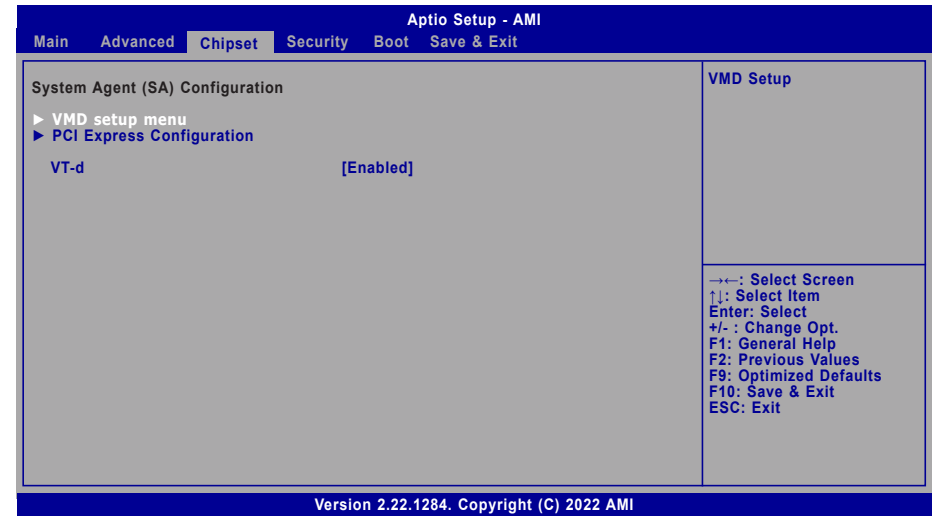 Aptio Setup - AMI
Main Advanced Chipset Security Boot Save & Exit
System Agent (SA) Configuration
► VMD setup menu
► PCI Express Configuration
VT-d [Enabled]
VMD Setup
→←: Select Screen
↑↓: Select Item
Enter: Select
+/- : Change Opt.
F1: General Help
F2: Previous Values
F9: Optimized Defaults
F10: Save & Exit
ESC: Exit
Version 2.22.1284. Copyright (C) 2022 AMI